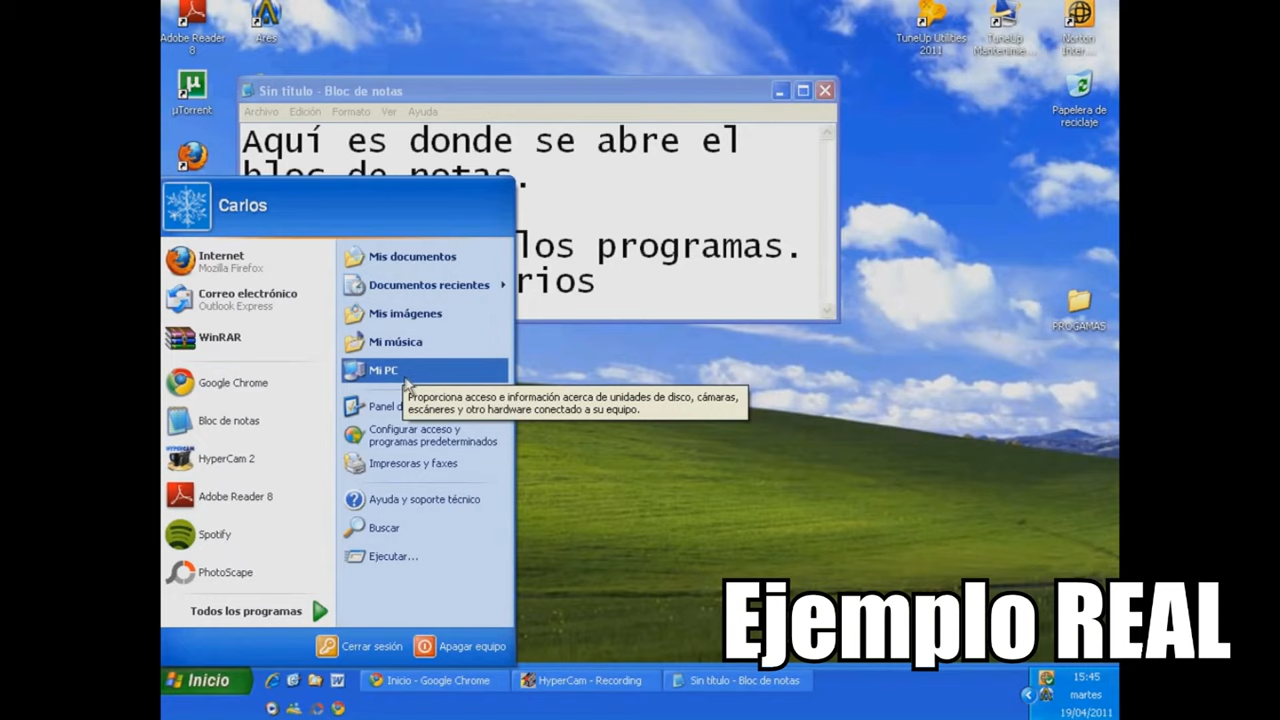 Adobe Reader
8
Ares
TuneUp Utilities
2011
TuneUp
Mantenimie...
Norton
Inter...
µTorrent
Papelera de
reciclaje
Sin título - Bloc de notas
Archivo Edición Formato Ver Ayuda
Aquí es donde se abre el
bloc de notas.
los programas.
rios
PROGAMAS
Carlos
Internet
Mozilla Firefox
Correo electrónico
Outlook Express
WinRAR
Google Chrome
Bloc de notas
HyperCam 2
Adobe Reader 8
Spotify
PhotoScape
Todos los programas
Mis documentos
Documentos recientes
Mis imágenes
Mi música
Mi PC
Proporciona acceso e información acerca de unidades de disco, cámaras,
escáneres y otro hardware conectado a su equipo.
Panel d
Configurar acceso y
programas predeterminados
Impresoras y faxes
Ayuda y soporte técnico
Buscar
Ejecutar...
Cerrar sesión Apagar equipo
Ejemplo REAL
Inicio
Inicio - Google Chrome
HyperCam - Recording
Sin título - Bloc de notas
15:45
martes
19/04/2011